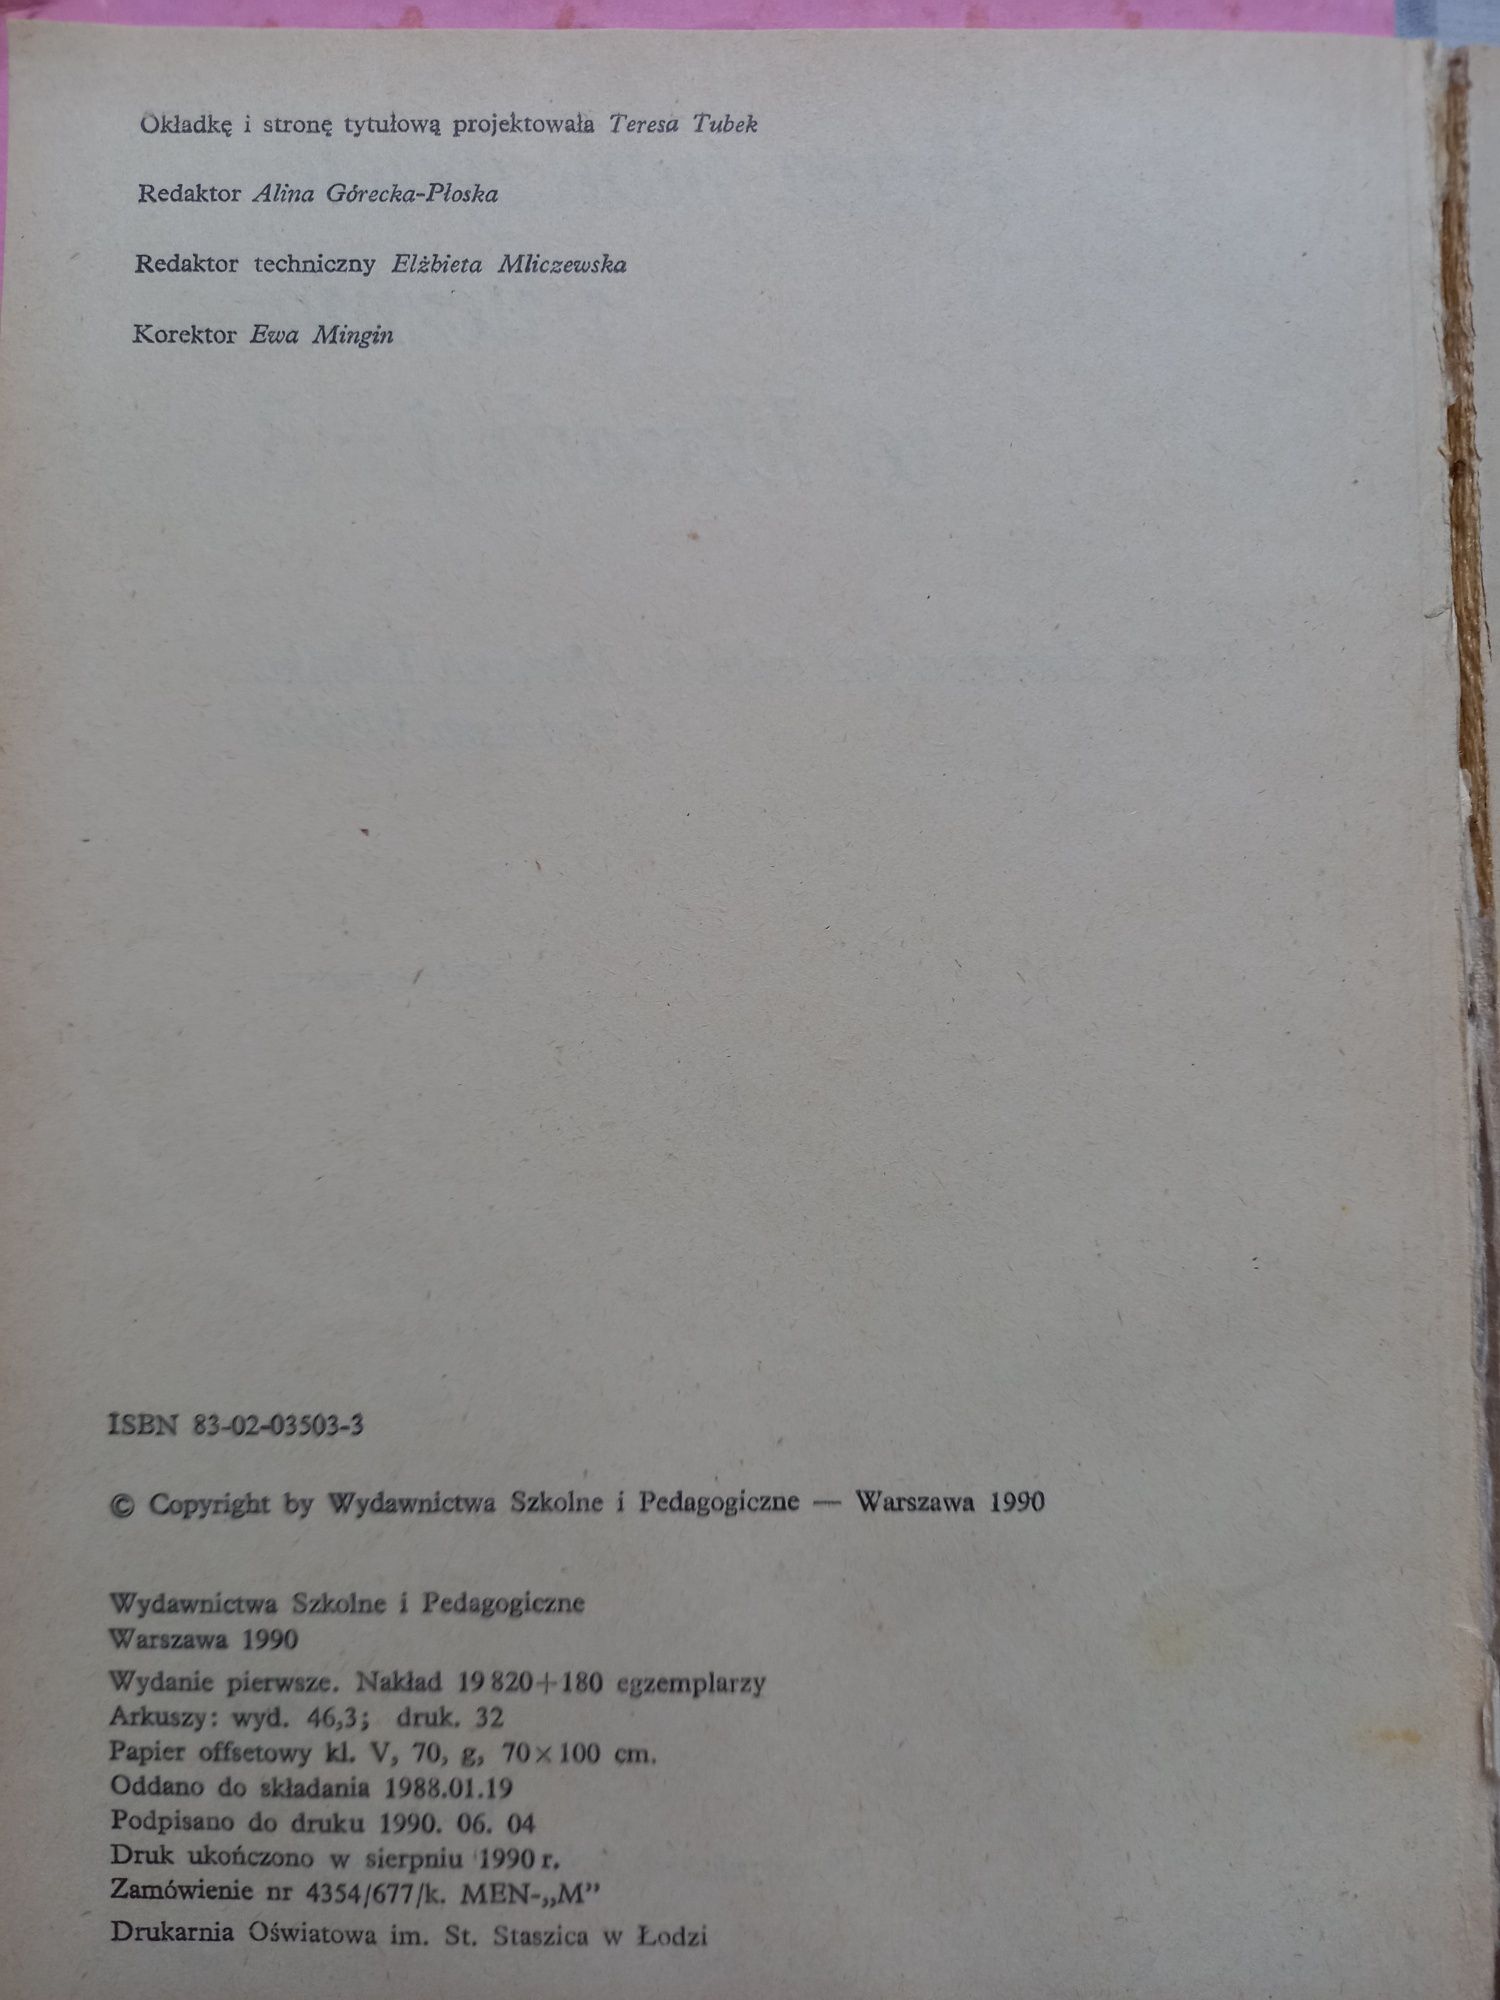 Okładkę i stronę tytułową projektowała Teresa Tubek
Redaktor Alina Górecka-Płoska
Redaktor techniczny Elżbieta Mliczewska
Korektor Ewa Mingin
ISBN 83-02-03503-3
© Copyright by Wydawnictwa Szkolne i Pedagogiczne — Warszawa 1990
Wydawnictwa Szkolne i Pedagogiczne
Warszawa 1990
Wydanie pierwsze. Nakład 19 820+180 egzemplarzy
Arkuszy: wyd. 46,3; druk. 32
Papier offsetowy kl. V, 70, g, 70×100 cm.
Oddano do składania 1988.01.19
Podpisano do druku 1990. 06. 04
Druk ukończono w sierpniu 1990 r.
Zamówienie nr 4354/677/k. MEN-„M”
Drukarnia Oświatowa im. St. Staszica w Łodzi